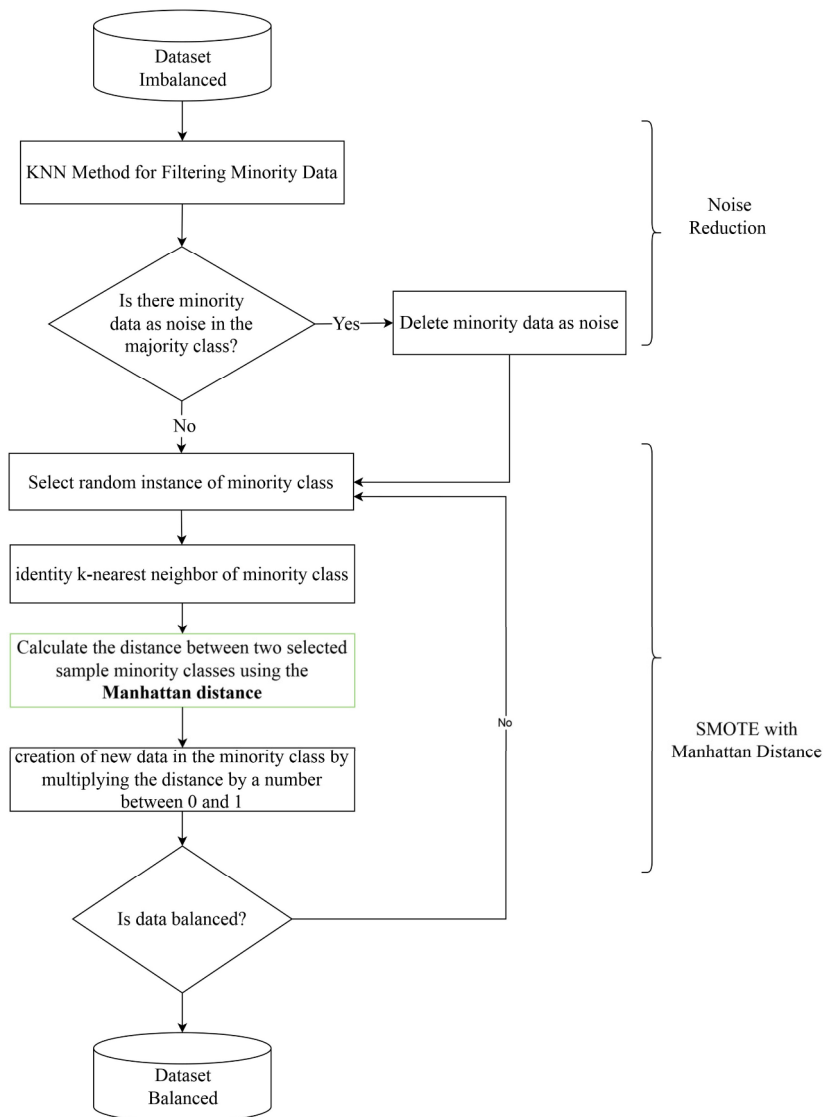 Dataset
Imbalanced
KNN Method for Filtering Minority Data
Noise
Reduction
Is there minority
data as noise in the
majority class?
Yes
Delete minority data as noise
No
Select random instance of minority class
identity k-nearest neighbor of minority class
Calculate the distance between two selected
sample minority classes using the
Manhattan distance
No
SMOTE with
Manhattan Distance
creation of new data in the minority class by
multiplying the distance by a number
between 0 and 1
Is data balanced?
Dataset
Balanced